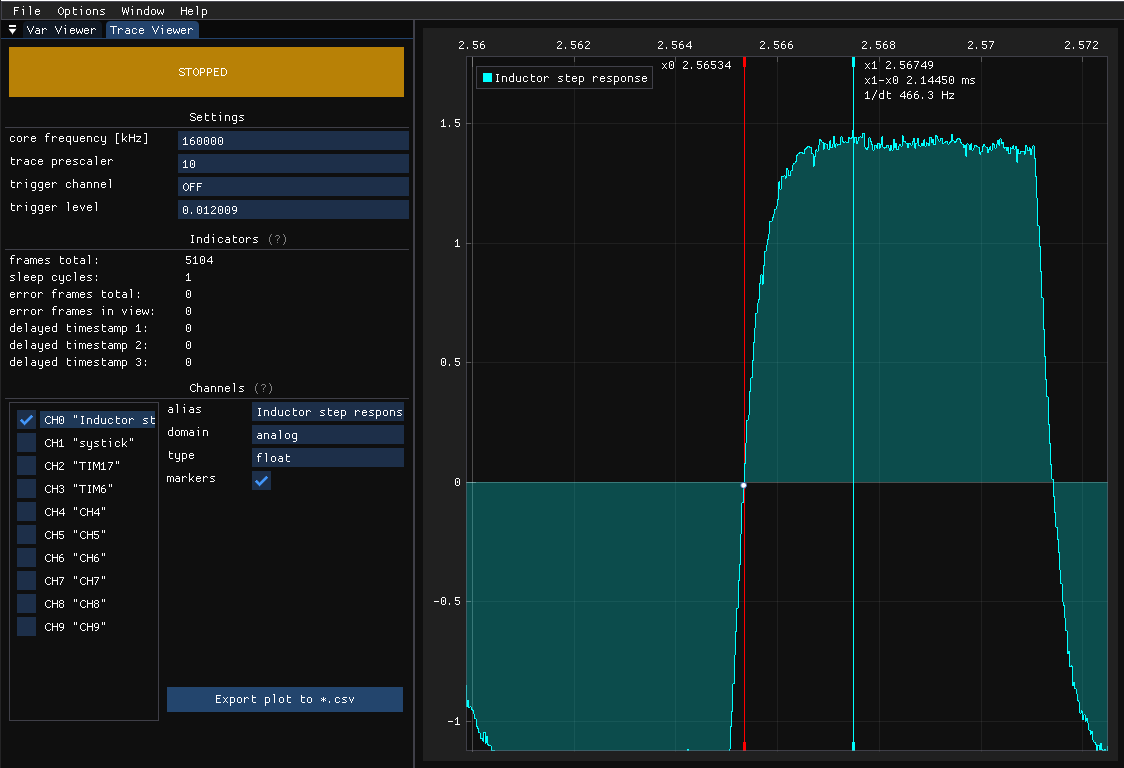 File Options Window Help
Var Viewer Trace Viewer
STOPPED
Settings
core frequency [kHz] 160000
trace prescaler 10
trigger channel OFF
trigger level 0.012009
Indicators (?)
frames total: 5104
sleep cycles: 1
error frames total: 0
error frames in view: 0
delayed timestamp 1: 0
delayed timestamp 2: 0
delayed timestamp 3: 0
Channels (?)
CH0 "Inductor st
CH1 "systick"
CH2 "TIM17"
CH3 "TIM6"
CH4 "CH4"
CH5 "CH5"
CH6 "CH6"
CH7 "CH7"
CH8 "CH8"
CH9 "CH9"
alias Inductor step respons
domain analog
type float
markers
Export plot to *.csv
2.56 2.562 2.564 2.566 2.568 2.57 2.572
x0 2.56534
x1 2.56749
x1-x0 2.14450 ms
1/dt 466.3 Hz
Inductor step response
1.5
1
0.5
0
-0.5
-1